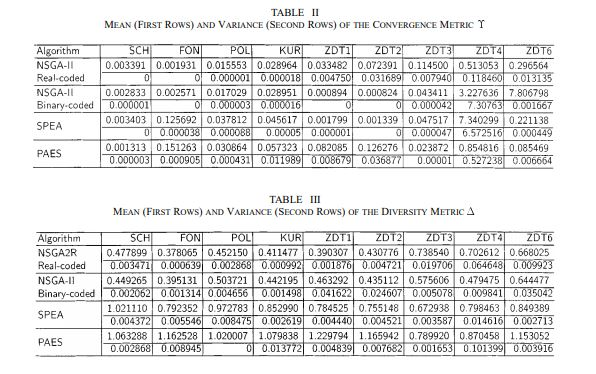 TABLE II
MEAN (FIRST ROWS) AND VARIANCE (SECOND ROWS) OF THE CONVERGENCE METRIC ϒ
Algorithm SCH FON POL KUR ZDT1 ZDT2 ZDT3 ZDT4 ZDT6
NSGA-II 0.003391 0.001931 0.015553 0.028964 0.033482 0.072391 0.114500 0.513053 0.296564
Real-coded 0 0 0.000001 0.000018 0.004750 0.031689 0.007940 0.118460 0.013135
NSGA-II 0.002833 0.002571 0.017029 0.028951 0.000894 0.000824 0.043411 3.227636 7.806798
Binary-coded 0.000001 0 0.000003 0.000016 0 0 0.000042 7.30763 0.001667
SPEA 0.003403 0.125692 0.037812 0.045617 0.001799 0.001339 0.047517 7.340299 0.221138
0 0.000038 0.000088 0.00005 0.000001 0 0.000047 6.572516 0.000449
PAES 0.001313 0.151263 0.030864 0.057323 0.082085 0.126276 0.023872 0.854816 0.085469
0.000003 0.000905 0.000431 0.011989 0.008679 0.036877 0.00001 0.527238 0.006664
TABLE III
MEAN (FIRST ROWS) AND VARIANCE (SECOND ROWS) OF THE DIVERSITY METRIC Δ
Algorithm SCH FON POL KUR ZDT1 ZDT2 ZDT3 ZDT4 ZDT6
NSGA2R 0.477899 0.378065 0.452150 0.411477 0.390307 0.430776 0.738540 0.702612 0.668025
Real-coded 0.003471 0.000639 0.002868 0.000992 0.001876 0.004721 0.019706 0.064648 0.009923
NSGA-II 0.449265 0.395131 0.503721 0.442195 0.463292 0.435112 0.575606 0.479475 0.644477
Binary-coded 0.002062 0.001314 0.004656 0.001498 0.041622 0.024607 0.005078 0.009841 0.035042
SPEA 1.021110 0.792352 0.972783 0.852990 0.784525 0.755148 0.672938 0.798463 0.849389
0.004372 0.005546 0.008475 0.002619 0.004440 0.004521 0.003587 0.014616 0.002713
PAES 1.063288 1.162528 1.020007 1.079838 1.229794 1.165942 0.789920 0.870458 1.153052
0.002868 0.008945 0 0.013772 0.004839 0.007682 0.001653 0.101399 0.003916